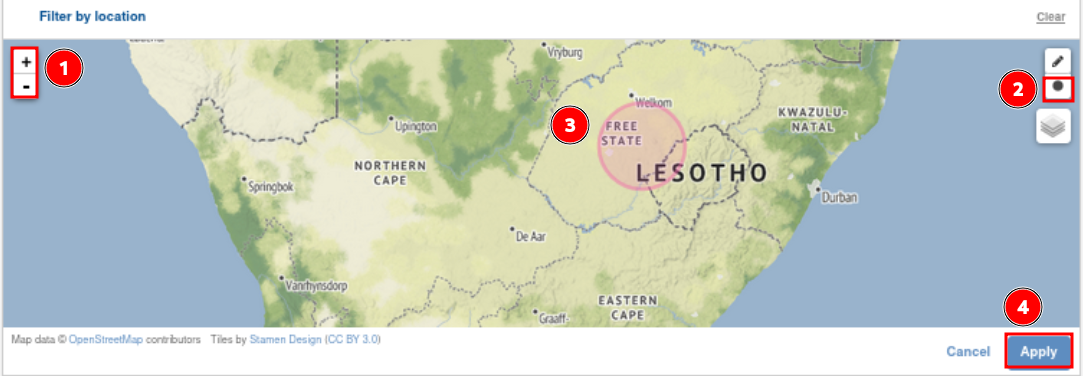 Filter by location
Clear
+
1
-
2
Vryburg
Welkom
KWAZULU-
NATAL
3
Upington
FREE
STATE
NORTHERN
CAPE
LESOTHO
Springbok
Durban
De Aar
Vanrhynsdorp
EASTERN
CAPE
Graaff-
4
Map data © OpenStreetMap contributors Tiles by Stamen Design (CC BY 3.0)
Cancel
Apply